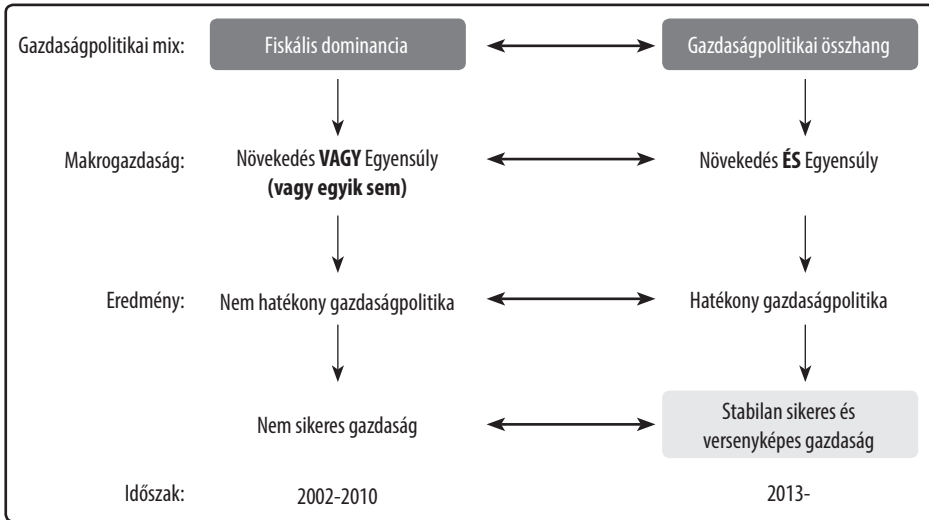 Gazdaságpolitikai mix: Fiskális dominancia Gazdaságpolitikai összhang
Makrogazdaság: Növekedés VAGY Egyensúly Növekedés ÉS Egyensúly
(vagy egyik sem)
Eredmény: Nem hatékony gazdaságpolitika Hatékony gazdaságpolitika
Nem sikeres gazdaság Stabilan sikeres és
versenyképes gazdaság
Időszak: 2002-2010 2013-